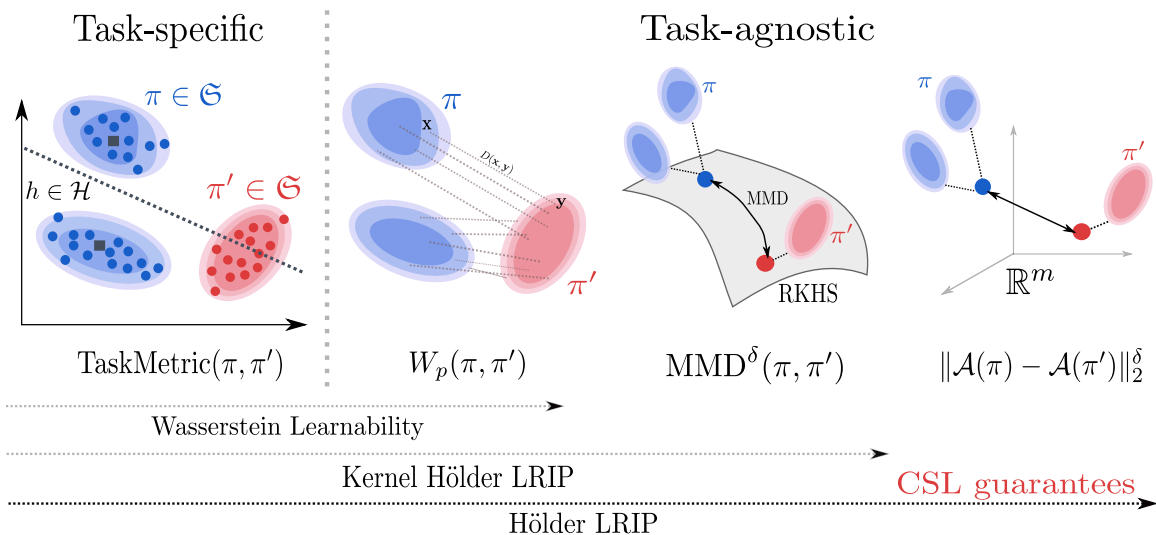 Task-specific
Task-agnostic
π ∈ 𝔖
h ∈ ℋ
π′ ∈ 𝔖
π
x
D(x,y)
y
π′
π
MMD
π′
RKHS
π
π′
ℝ^m
TaskMetric(π, π′)
W_p(π, π′)
MMD^δ(π, π′)
‖𝒜(π) − 𝒜(π′)‖_2^δ
Wasserstein Learnability
Kernel Hölder LRIP
CSL guarantees
Hölder LRIP